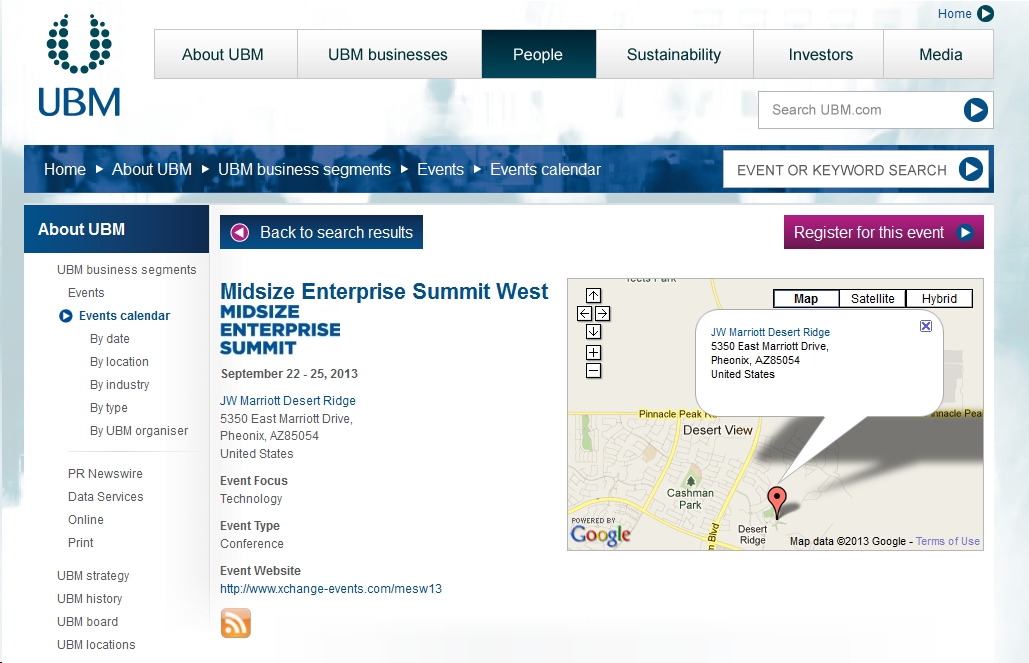 Home
UBM
About UBM
UBM businesses
People
Sustainability
Investors
Media
Search UBM.com
Home
About UBM
UBM business segments
Events
Events calendar
EVENT OR KEYWORD SEARCH
About UBM
UBM business segments
Events
Events calendar
By date
By location
By industry
By type
By UBM organiser
PR Newswire
Data Services
Online
Print
UBM strategy
UBM history
UBM board
UBM locations
Back to search results
Register for this event
Midsize Enterprise Summit West
MIDSIZE
ENTERPRISE
SUMMIT
September 22 - 25, 2013
JW Marriott Desert Ridge
5350 East Marriott Drive,
Pheonix, AZ85054
United States
Event Focus
Technology
Event Type
Conference
Event Website
http://www.xchange-events.com/mesw13
Map
Satellite
Hybrid
JW Marriott Desert Ridge
5350 East Marriott Drive,
Pheonix, AZ85054
United States
Pinnacle Peak
Desert View
Cashman
Park
Desert
Ridge
POWERED BY
Google
Map data ©2013 Google - Terms of Use